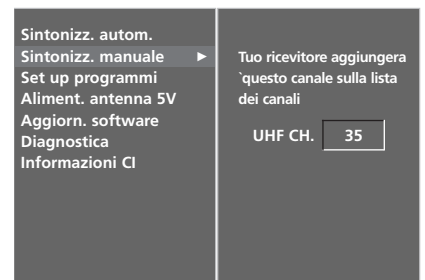 Sintonizz. autom.
Sintonizz. manuale ►
Set up programmi
Aliment. antenna 5V
Aggiorn. software
Diagnostica
Informazioni CI
Tuo ricevitore aggiungera
`questo canale sulla lista
dei canali
UHF CH. 35